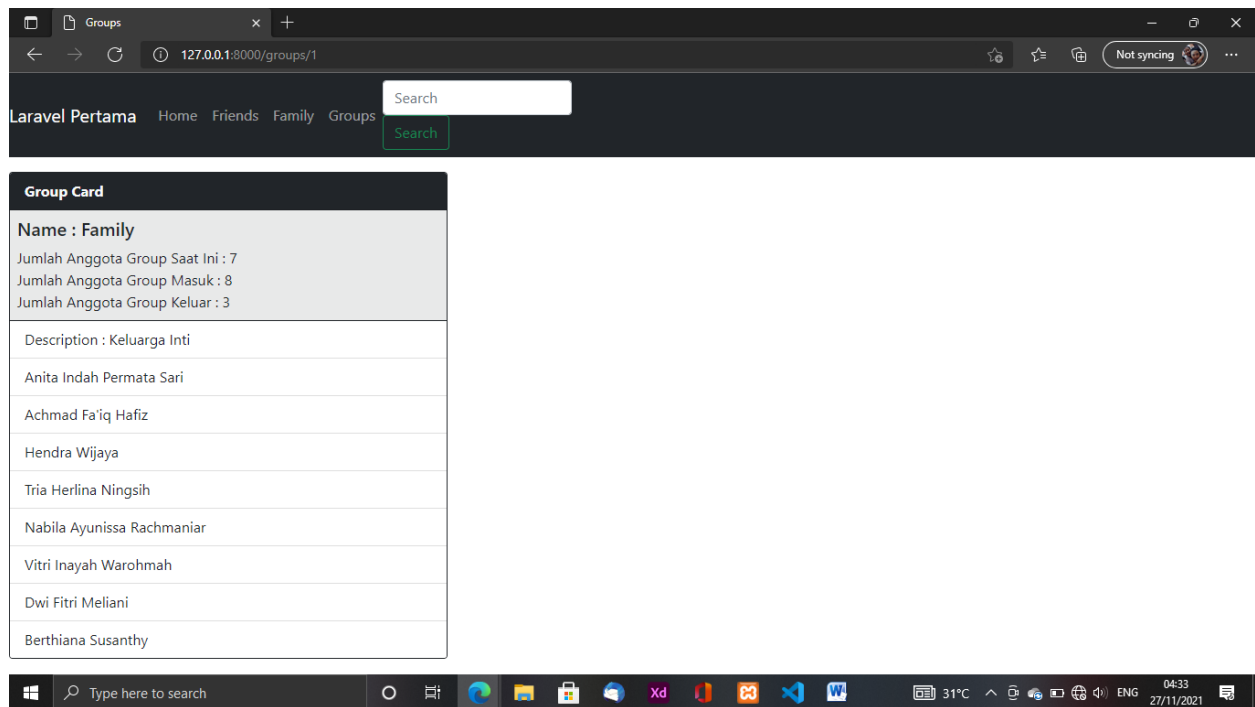 Groups
127.0.0.1:8000/groups/1
Not syncing
Laravel Pertama Home Friends Family Groups
Search
Search
Group Card
Name : Family
Jumlah Anggota Group Saat Ini : 7
Jumlah Anggota Group Masuk : 8
Jumlah Anggota Group Keluar : 3
Description : Keluarga Inti
Anita Indah Permata Sari
Achmad Fa'iq Hafiz
Hendra Wijaya
Tria Herlina Ningsih
Nabila Ayunissa Rachmaniar
Vitri Inayah Warohmah
Dwi Fitri Meliani
Berthiana Susanthy
Type here to search
Xd
W
31°C
ENG
04:33
27/11/2021